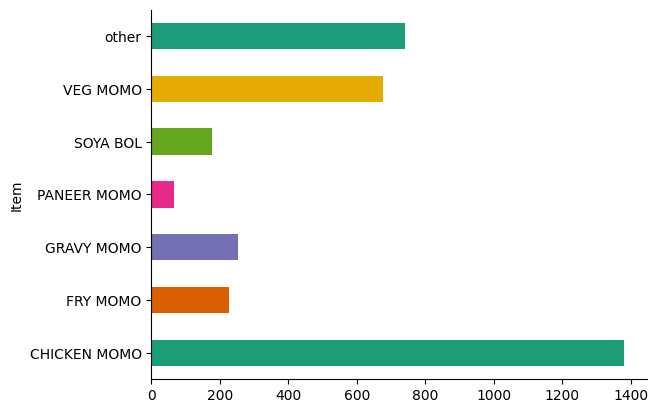 other
VEG MOMO
SOYA BOL
PANEER MOMO
GRAVY MOMO
FRY MOMO
CHICKEN MOMO
Item
0 200 400 600 800 1000 1200 1400